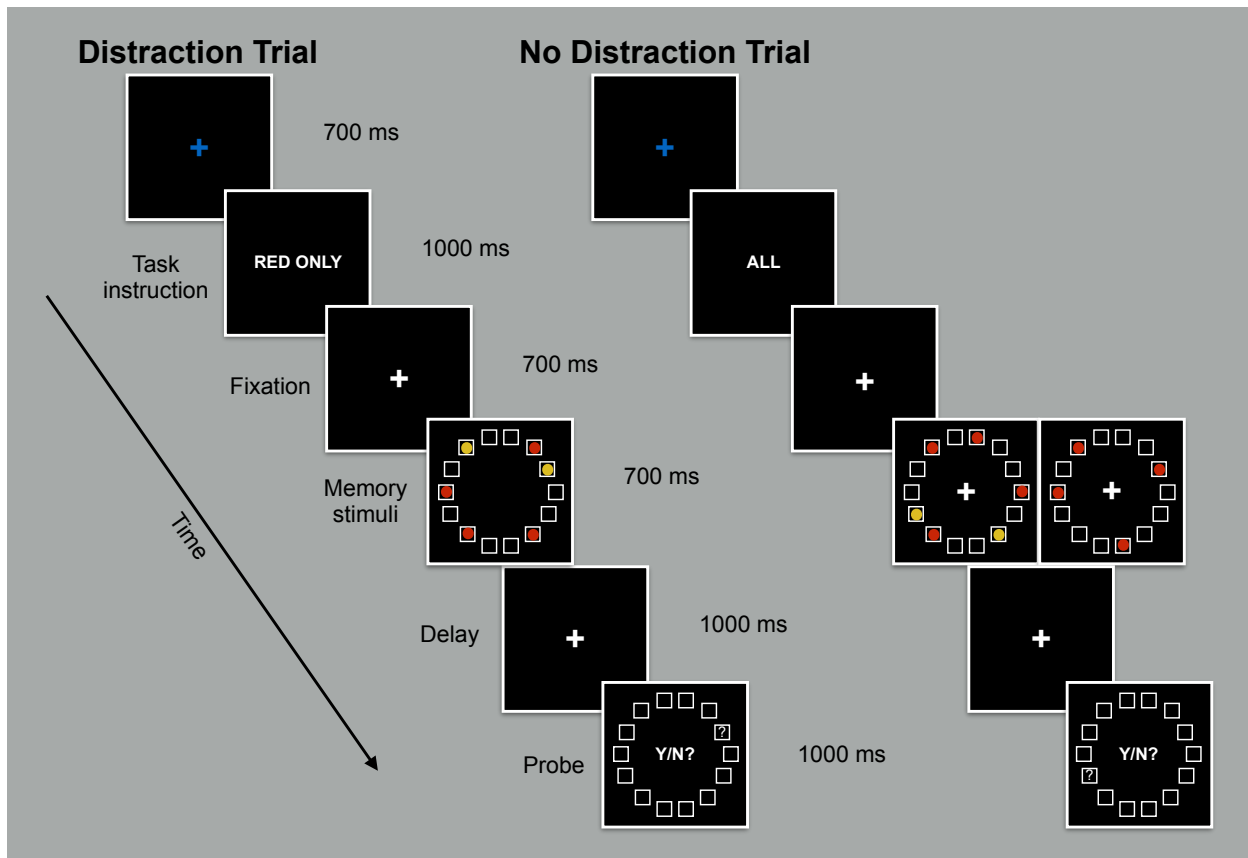 Distraction Trial
No Distraction Trial
700 ms
RED ONLY
1000 ms
ALL
Task
instruction
700 ms
Fixation
700 ms
Memory
stimuli
Time
1000 ms
Delay
?
Y/N?
1000 ms
Y/N?
?
Probe